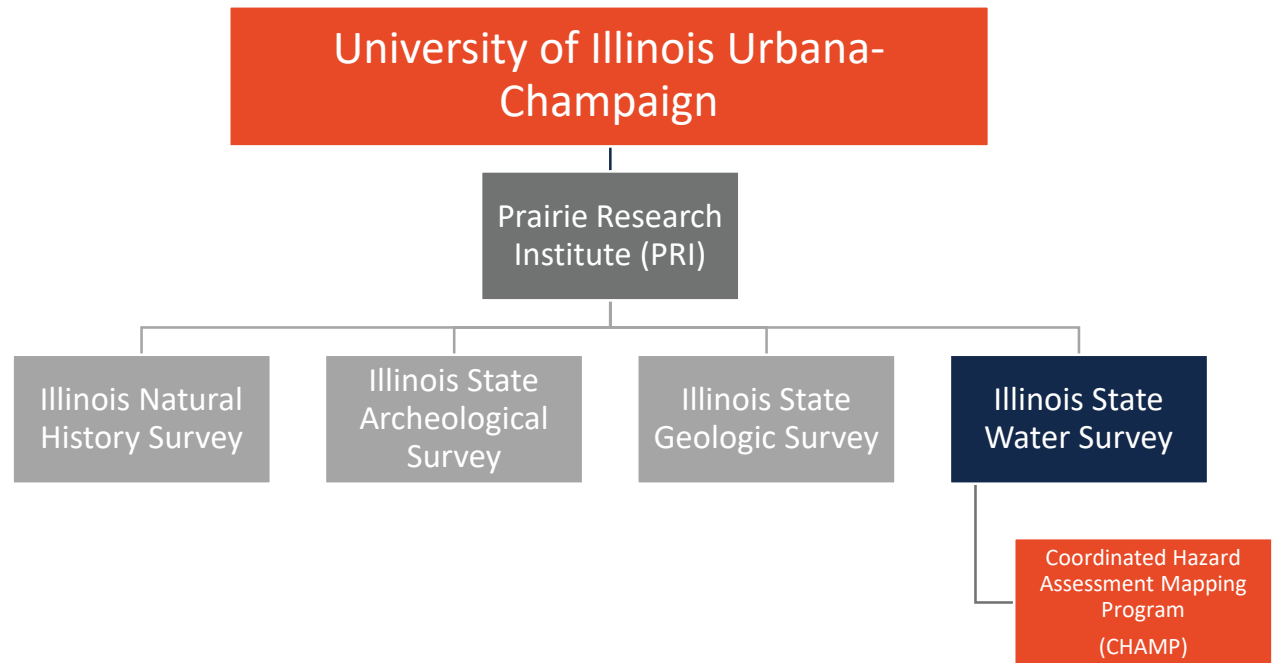 University of Illinois Urbana-
Champaign
Prairie Research
Institute (PRI)
Illinois Natural
History Survey
Illinois State
Archeological
Survey
Illinois State
Geologic Survey
Illinois State
Water Survey
Coordinated Hazard
Assessment Mapping
Program
(CHAMP)